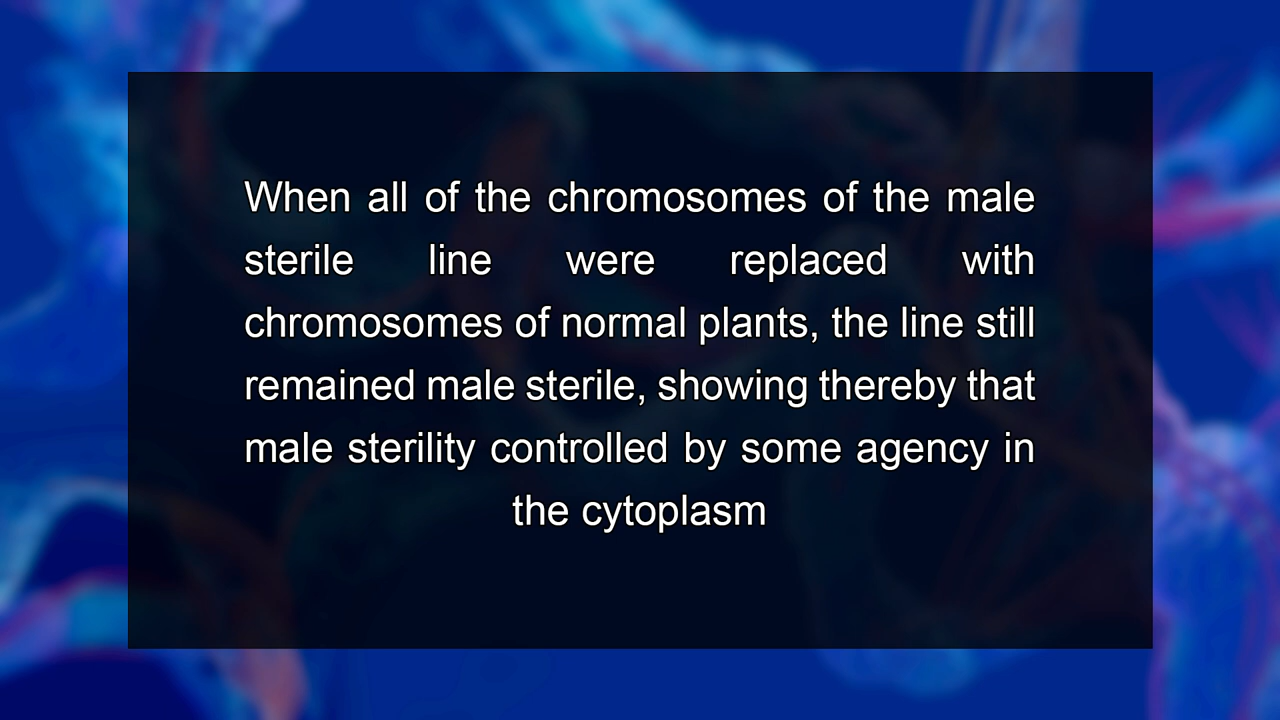 When all of the chromosomes of the male
sterile line were replaced with
chromosomes of normal plants, the line still
remained male sterile, showing thereby that
male sterility controlled by some agency in
the cytoplasm